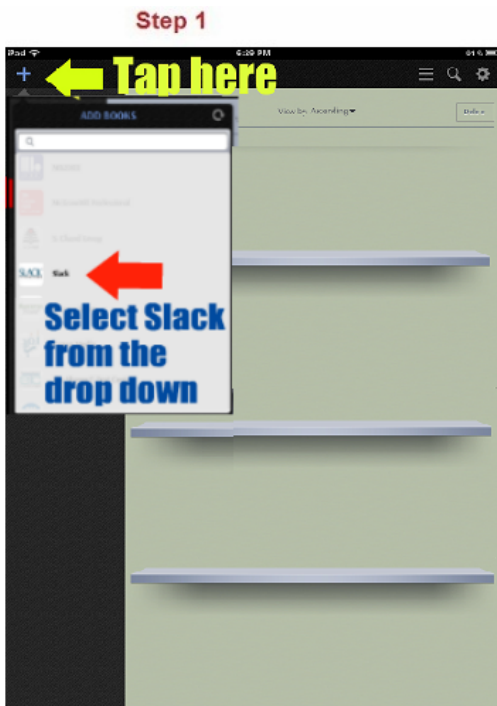 Step 1
iPad 6:29 PM
+ Tap here
ADD BOOKS
View by: Ascending
Delete
SLACK Slack
Select Slack
from the
drop down